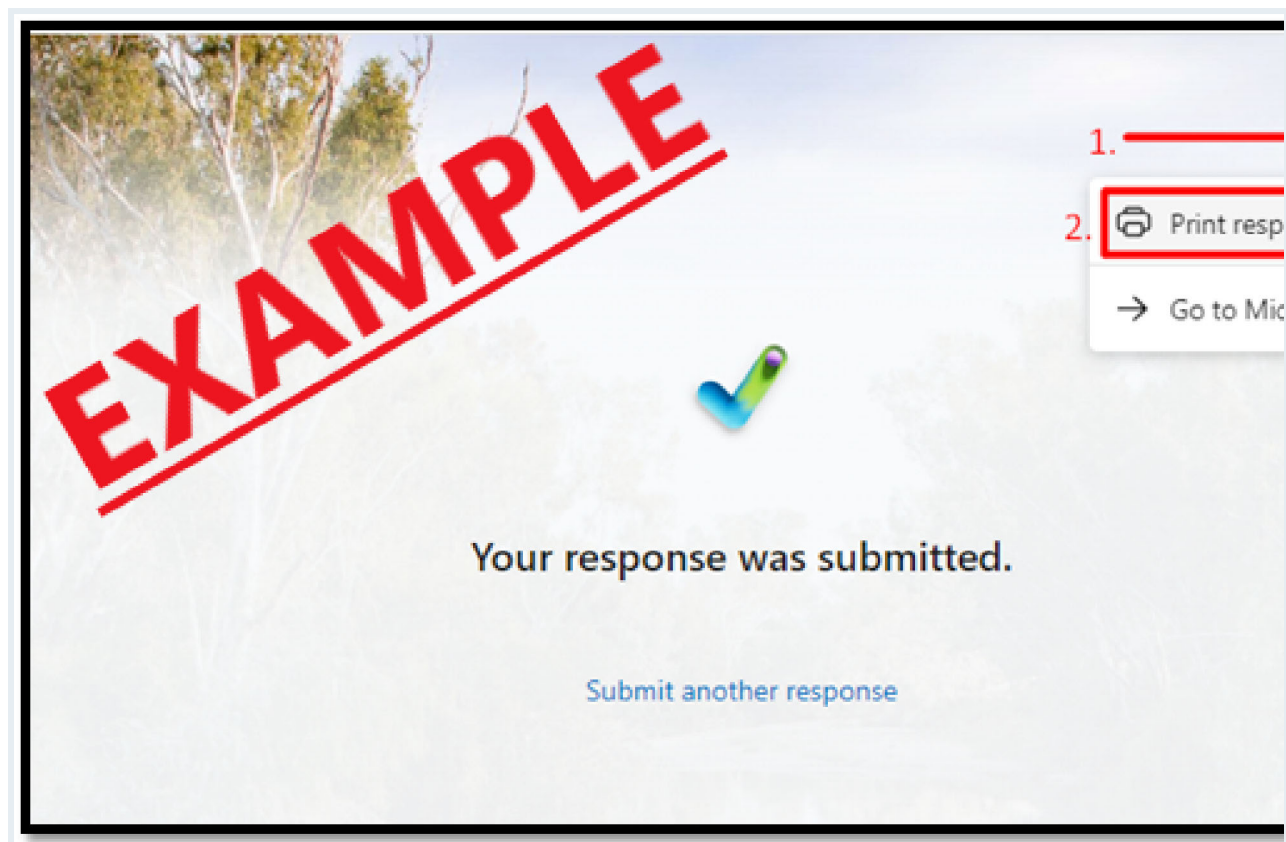 EXAMPLE
1.
2. Print resp
Go to Mic
Your response was submitted.
Submit another response